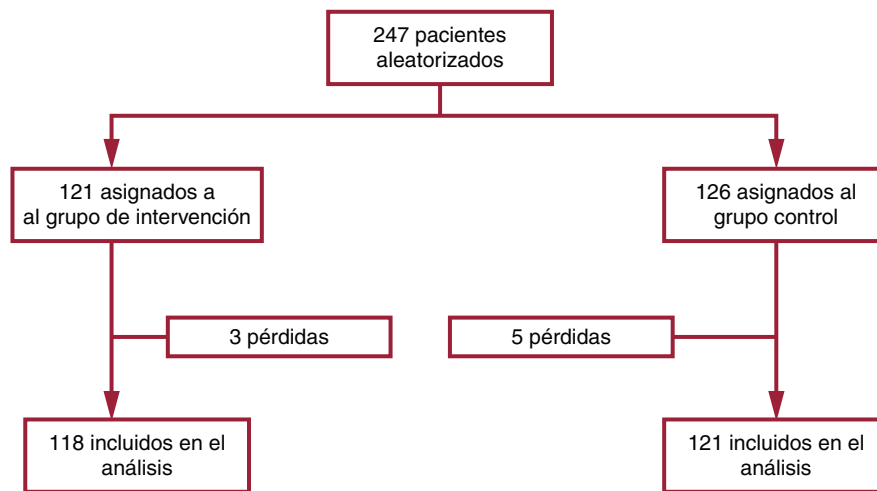 247 pacientes
aleatorizados
121 asignados a
al grupo de intervención
126 asignados al
grupo control
3 pérdidas
5 pérdidas
118 incluidos en el
análisis
121 incluidos en el
análisis